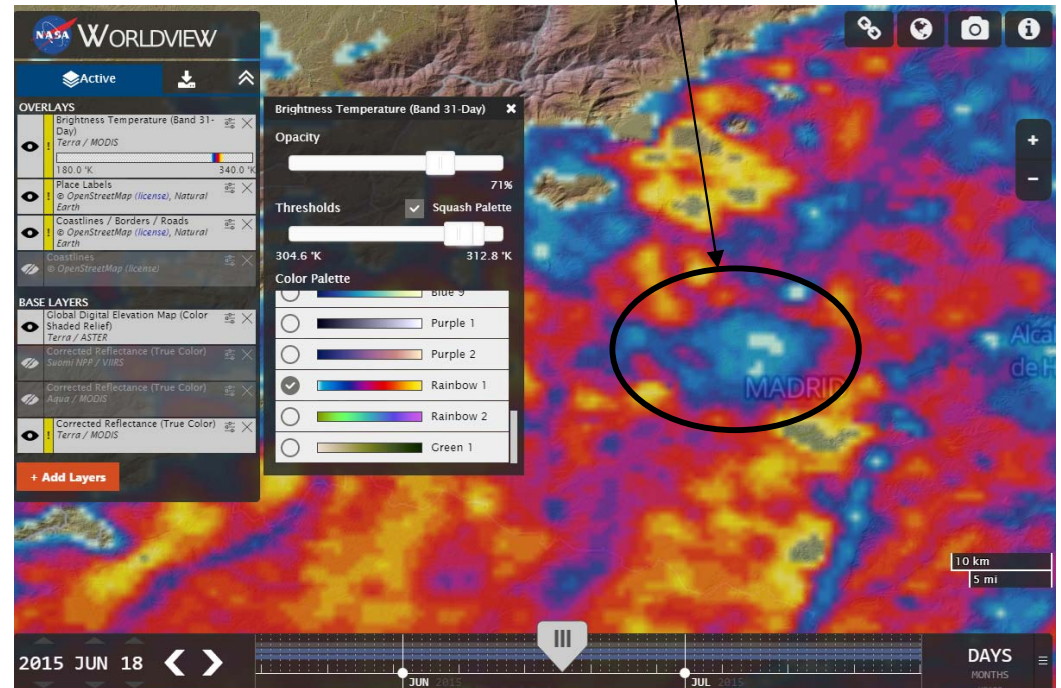 NASA WORLDVIEW
Active
OVERLAYS
Brightness Temperature (Band 31-
Day)
Terra / MODIS
180.0 °K 340.0 °K
Place Labels
© OpenStreetMap (license), Natural
Earth
Coastlines / Borders / Roads
© OpenStreetMap (license), Natural
Earth
Coastlines
© OpenStreetMap (license)
BASE LAYERS
Global Digital Elevation Map (Color
Shaded Relief)
Terra / ASTER
Corrected Reflectance (True Color)
Suomi NPP / VIIRS
Corrected Reflectance (True Color)
Aqua / MODIS
Corrected Reflectance (True Color)
Terra / MODIS
+ Add Layers
Brightness Temperature (Band 31-Day)
Opacity
71%
Thresholds Squash Palette
304.6 °K 312.8 °K
Color Palette
Blue 9
Purple 1
Purple 2
Rainbow 1
Rainbow 2
Green 1
MADRID
10 km
5 mi
2015 JUN 18
JUN 2015
JUL 2015
DAYS
MONTHS